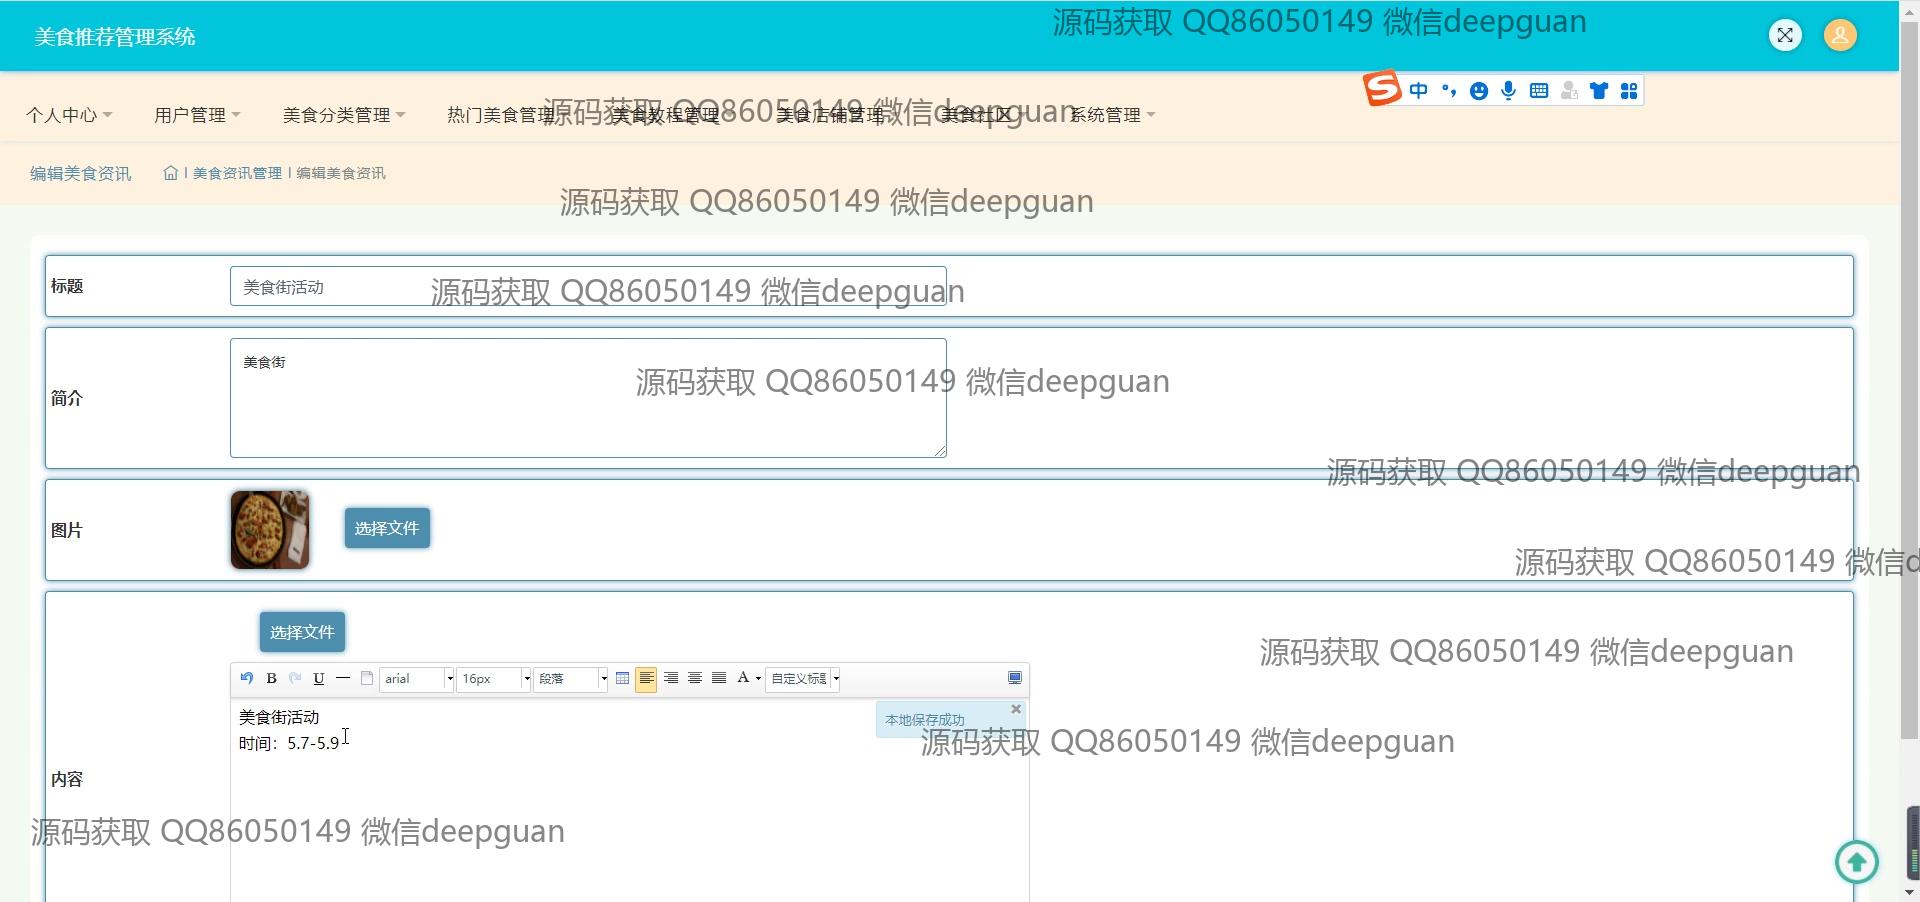 源码获取 QQ86050149 微信deepguan
美食推荐管理系统
中
个人中心 用户管理 美食分类管理 热门美食管理 美食教程管理 美食店铺管理 美食社区 系统管理
源码获取 QQ86050149 微信deepguan
编辑美食资讯 美食资讯管理 编辑美食资讯
源码获取 QQ86050149 微信deepguan
标题 美食街活动
源码获取 QQ86050149 微信deepguan
简介 美食街
源码获取 QQ86050149 微信deepguan
源码获取 QQ86050149 微信deepguan
图片 选择文件
源码获取 QQ86050149 微信d
选择文件
源码获取 QQ86050149 微信deepguan
B U arial 16px 段落 A 自定义标题
美食街活动
本地保存成功
时间：5.7-5.9
源码获取 QQ86050149 微信deepguan
内容
源码获取 QQ86050149 微信deepguan